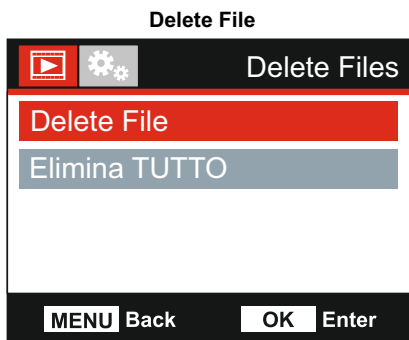 Delete File
Delete Files
Delete File
Elimina TUTTO
MENU Back OK Enter